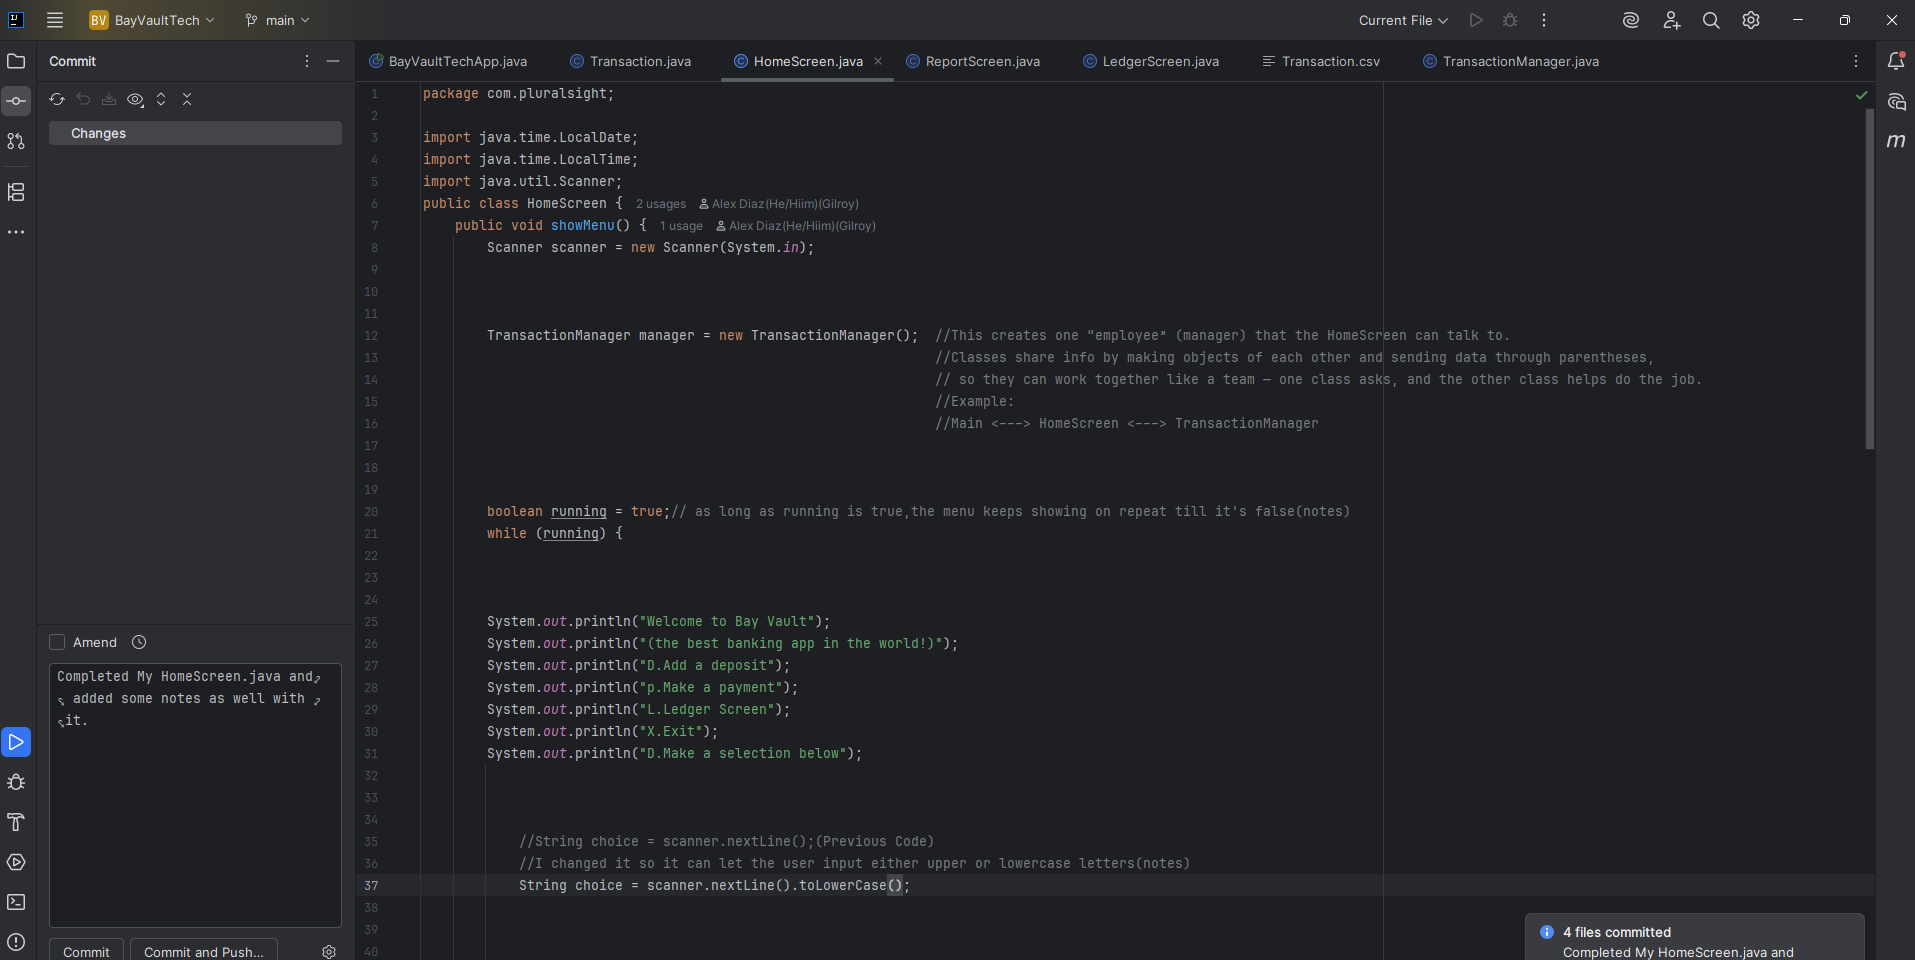 BV BayVaultTech
main
Current File
Commit
BayVaultTechApp.java
Transaction.java
HomeScreen.java
ReportScreen.java
LedgerScreen.java
Transaction.csv
TransactionManager.java
Changes
1 package com.pluralsight;
2
3 import java.time.LocalDate;
4 import java.time.LocalTime;
5 import java.util.Scanner;
6 public class HomeScreen { 2 usages Alex Diaz(He/Hiim)(Gilroy)
7 public void showMenu() { 1 usage Alex Diaz(He/Hiim)(Gilroy)
8 Scanner scanner = new Scanner(System.in);
9
10
11
12 TransactionManager manager = new TransactionManager(); //This creates one “employee” (manager) that the HomeScreen can talk to.
13 //Classes share info by making objects of each other and sending data through parentheses,
14 // so they can work together like a team — one class asks, and the other class helps do the job.
15 //Example:
16 //Main <---> HomeScreen <---> TransactionManager
17
18
19
20 boolean running = true;// as long as running is true,the menu keeps showing on repeat till it's false(notes)
21 while (running) {
22
23
24
25 System.out.println("Welcome to Bay Vault");
26 System.out.println("(the best banking app in the world!)");
27 System.out.println("D.Add a deposit");
28 System.out.println("p.Make a payment");
29 System.out.println("L.Ledger Screen");
30 System.out.println("X.Exit");
31 System.out.println("D.Make a selection below");
32
33
34
35 //String choice = scanner.nextLine();(Previous Code)
36 //I changed it so it can let the user input either upper or lowercase letters(notes)
37 String choice = scanner.nextLine().toLowerCase();
38
39
40
Amend
Completed My HomeScreen.java and
added some notes as well with
it.
Commit
Commit and Push...
4 files committed
Completed My HomeScreen.java and
m